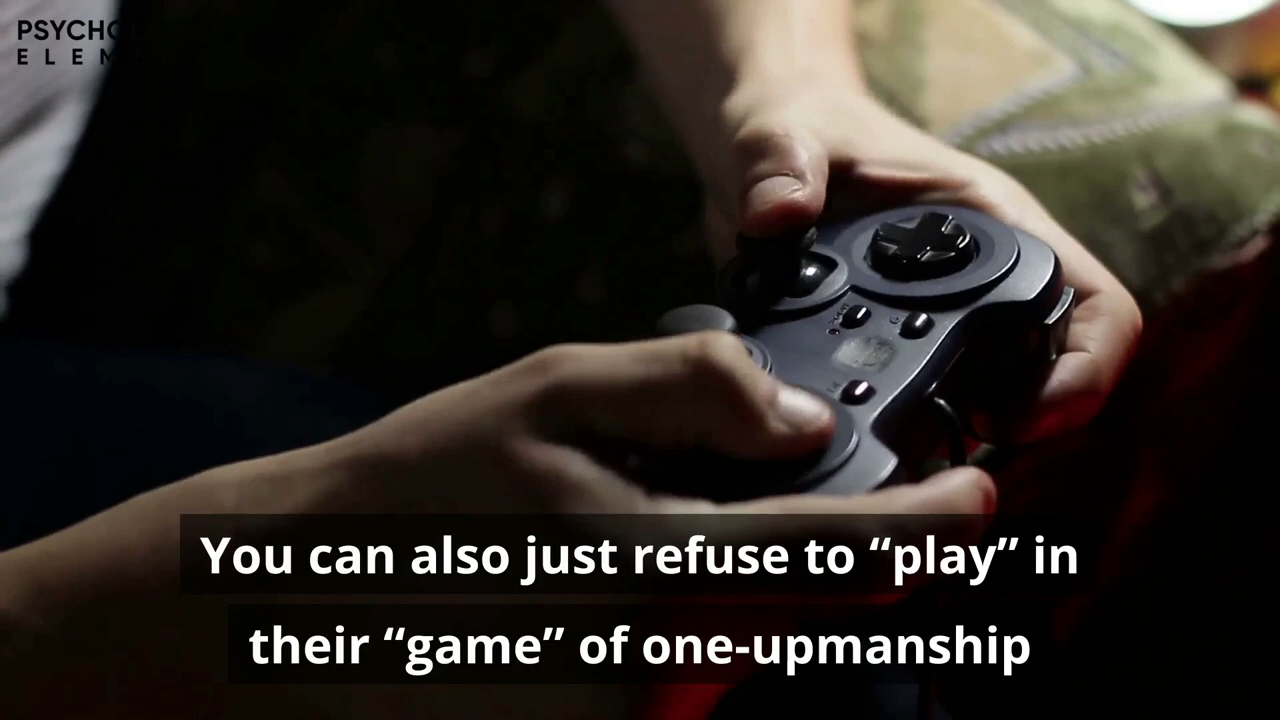 You can also just refuse to “play” in
their “game” of one-upmanship